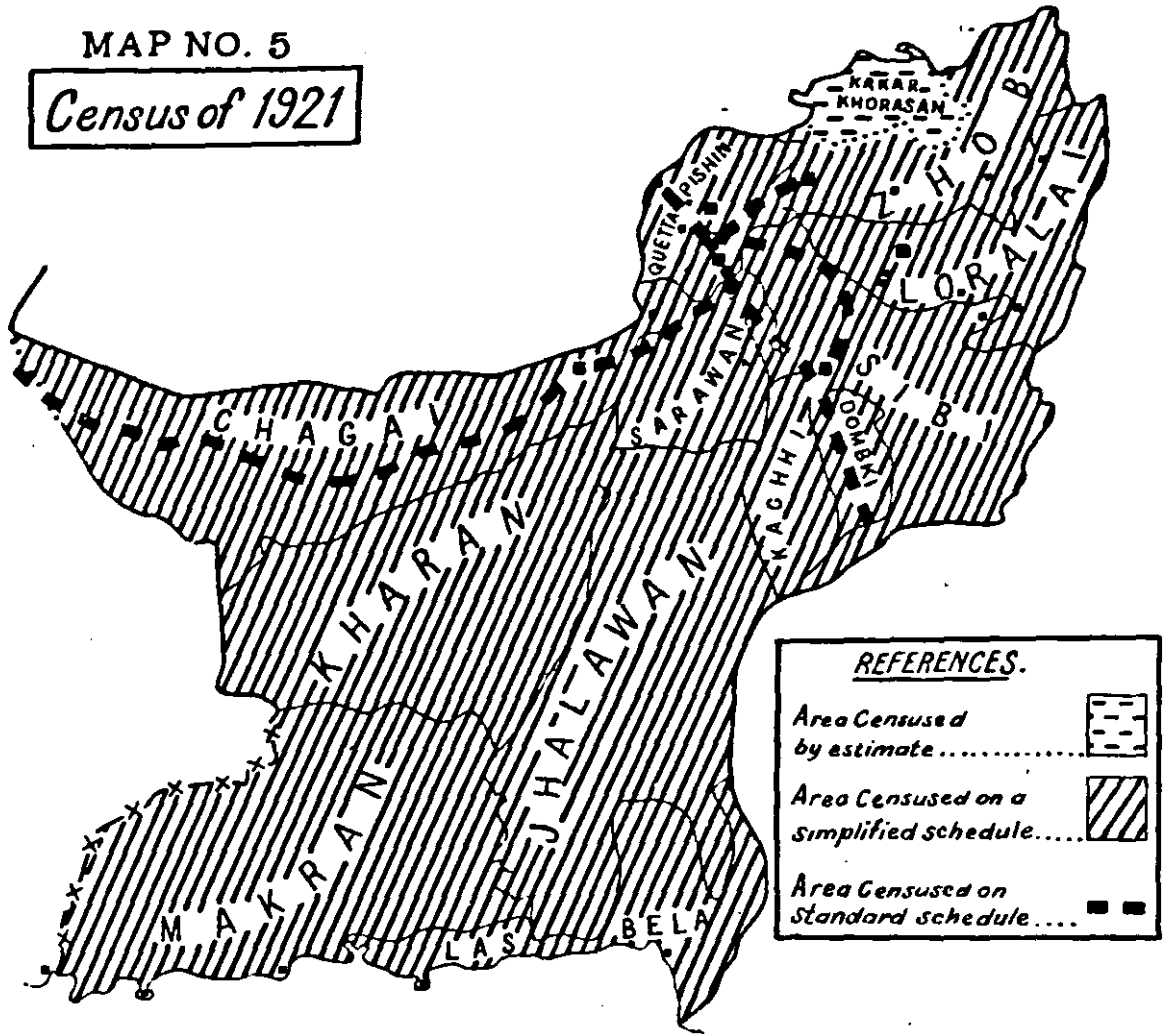 MAP NO. 5
Census of 1921
KAKAR
KHORASAN
ZHOB
QUETTA PISHIN
LORALAI
SARAWAN
SIBI
CHAGAI
DOMBKI
KACHHI
KHARAN
JHALAWAN
MAKRAN
LAS BELA
REFERENCES.
Area Censused
by estimate..............
Area Censused on a
simplified schedule.....
Area Censused on
standard schedule....